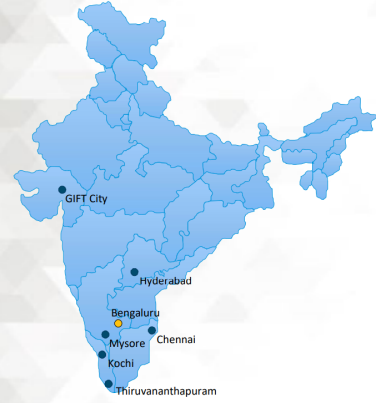 GIFT City
Hyderabad
Bengaluru
Chennai
Mysore
Kochi
Thiruvananthapuram